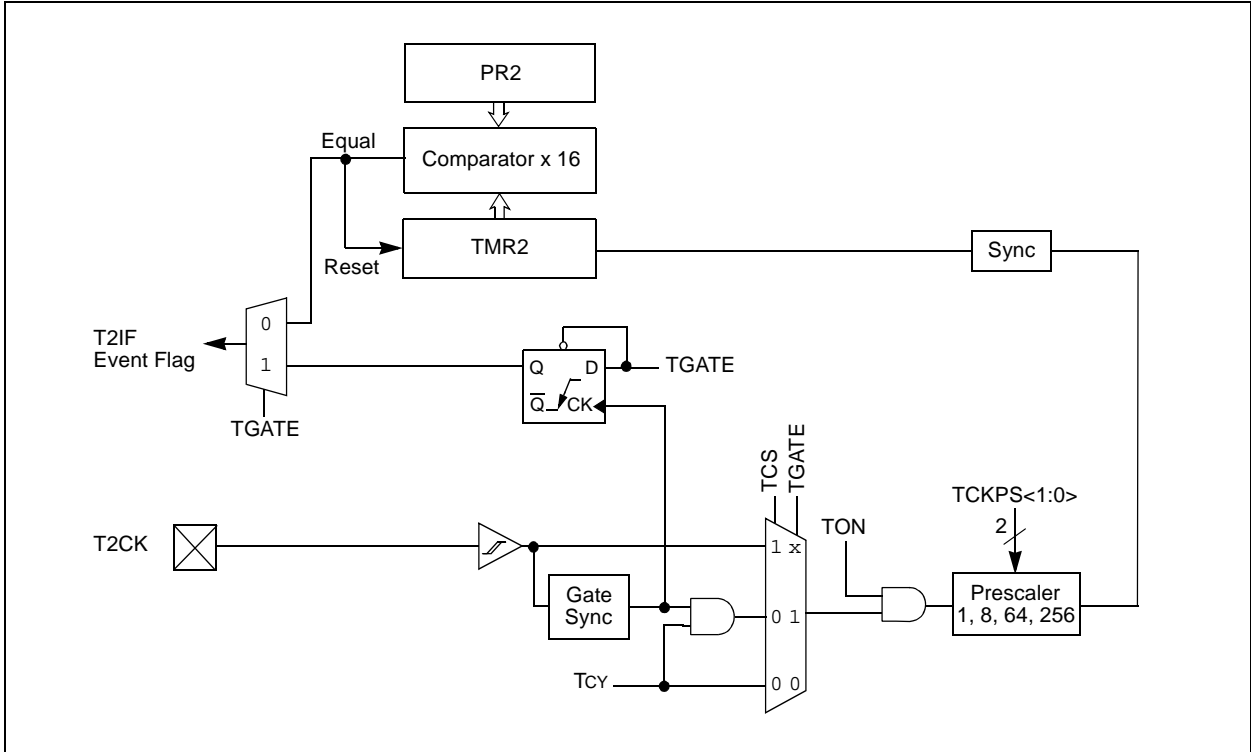 PR2
Equal
Comparator x 16
TMR2
Reset
Sync
T2IF
Event Flag
0
1
TGATE
Q
D
TGATE
Q̅
CK
TCS
TGATE
TCKPS<1:0>
2
TON
T2CK
1 x
Gate
Sync
0 1
Prescaler
1, 8, 64, 256
TCY
0 0